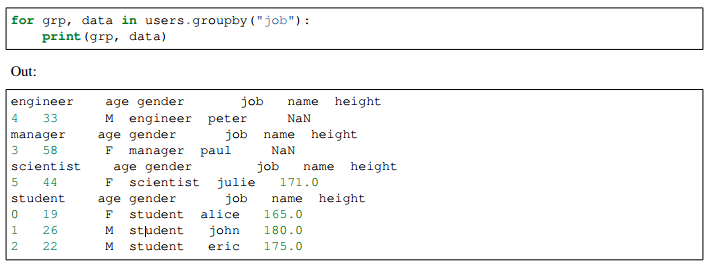 for grp, data in users.groupby("job"):
    print(grp, data)
Out:
engineer    age gender       job   name  height
4   33      M  engineer  peter     NaN
manager   age gender      job  name  height
3   58      F  manager  paul     NaN
scientist    age gender        job   name  height
5   44      F  scientist  julie   171.0
student    age gender      job   name  height
0   19      F  student  alice   165.0
1   26      M  student   john   180.0
2   22      M  student   eric   175.0